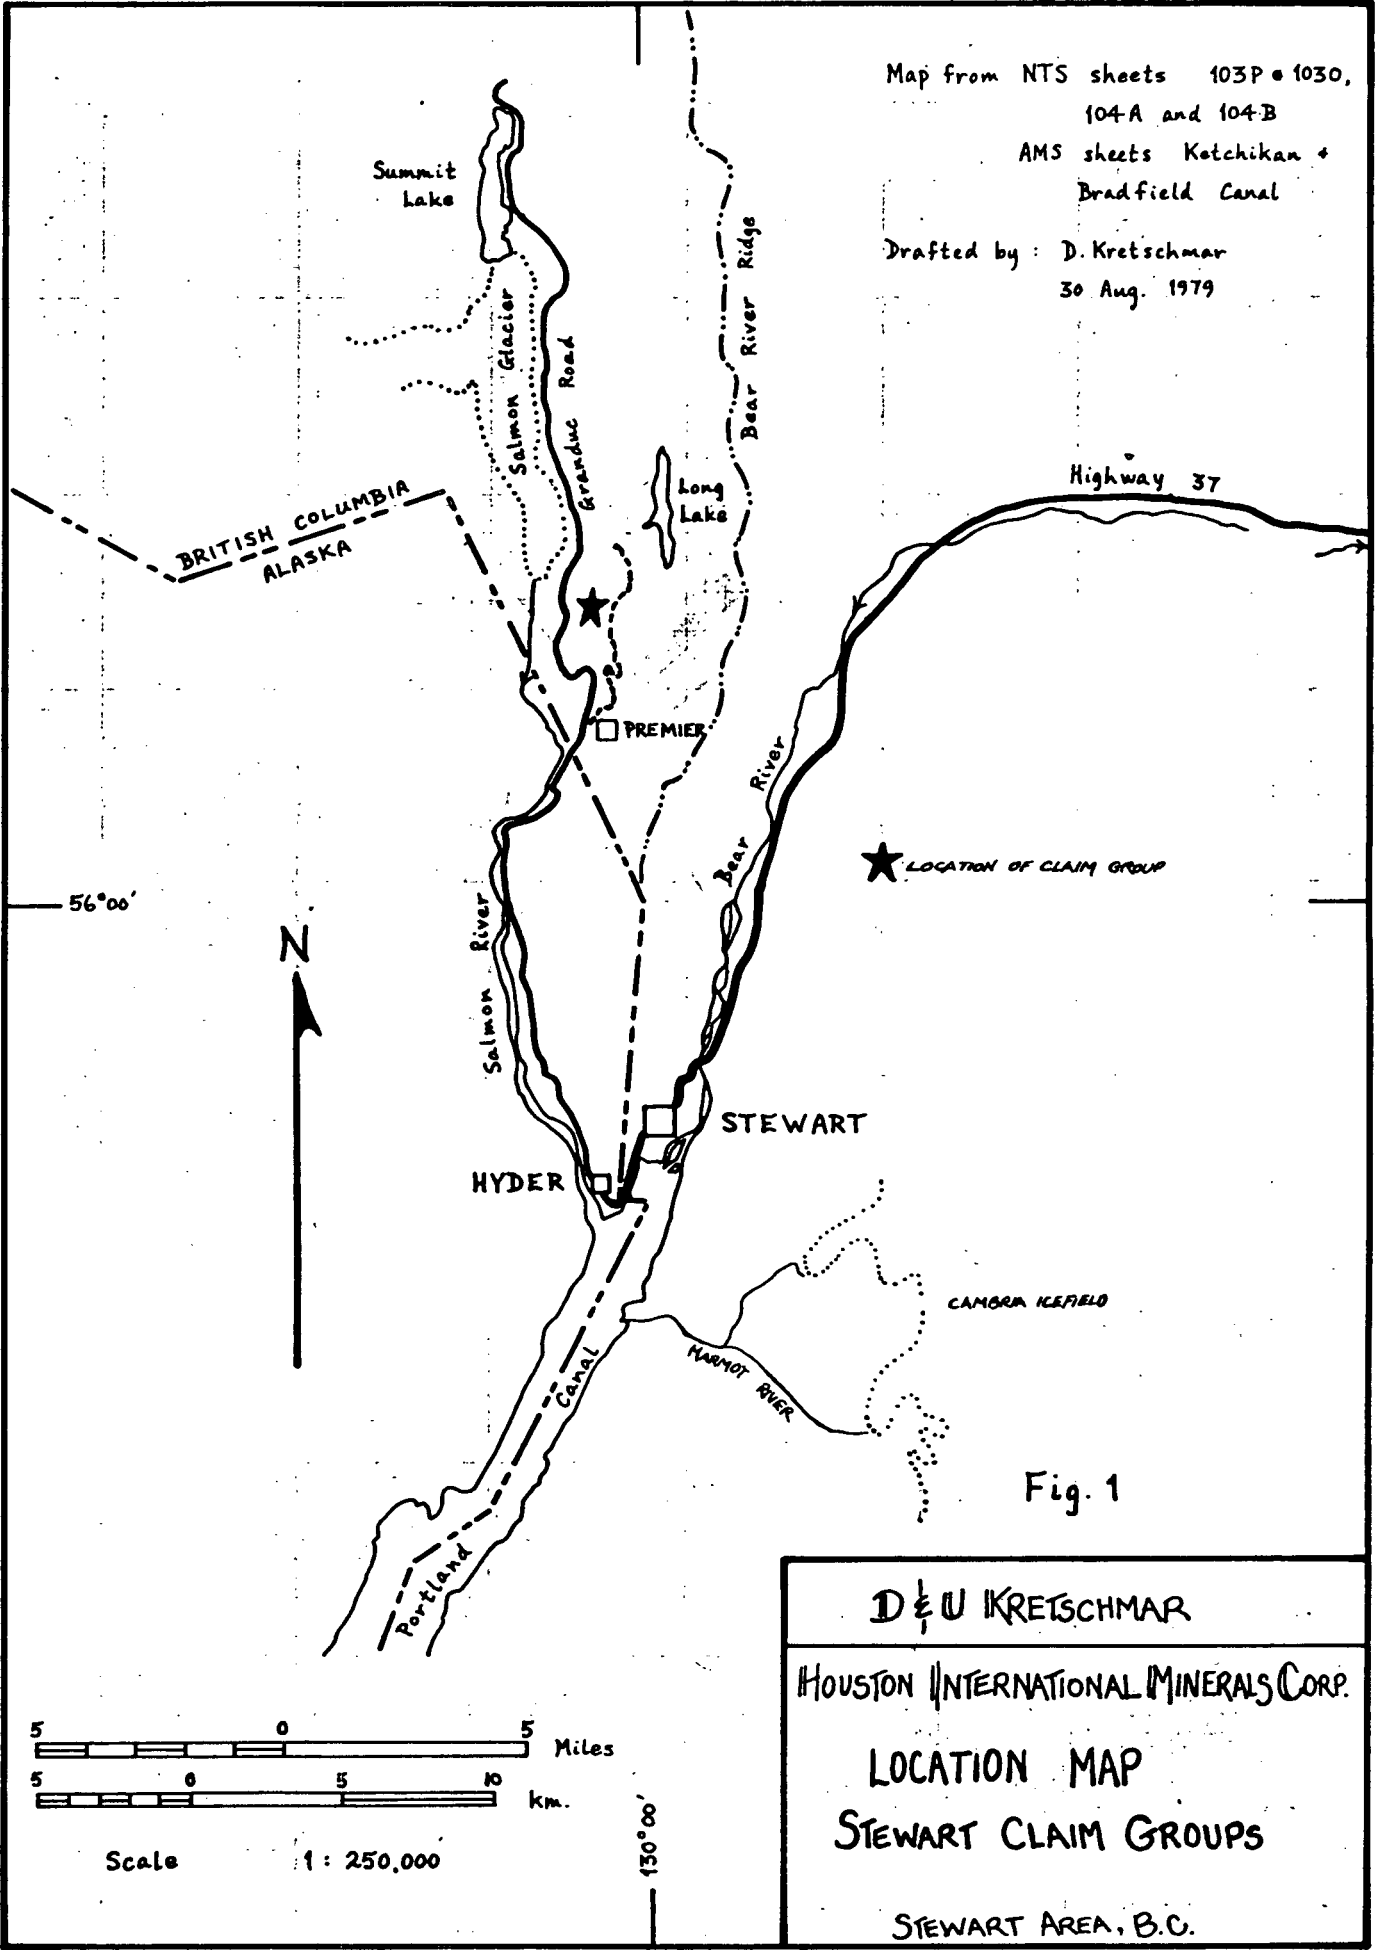 Map from NTS sheets 103P • 1030,
104A and 104B
AMS sheets Ketchikan +
Bradfield Canal
Drafted by : D. Kretschmar
30 Aug. 1979
Summit
Lake
Salmon Glacier
Granduc Road
Bear River Ridge
Long
Lake
Highway 37
BRITISH COLUMBIA
ALASKA
PREMIER
Bear River
LOCATION OF CLAIM GROUP
56°00'
N
Salmon River
STEWART
HYDER
CAMBRIA ICEFIELD
MARMOT RIVER
Portland Canal
Fig. 1
D & U KRETSCHMAR
HOUSTON INTERNATIONAL MINERALS CORP.
LOCATION MAP
STEWART CLAIM GROUPS
STEWART AREA, B.C.
5 0 5 Miles
5 0 5 10 km.
Scale 1 : 250,000
130°00'